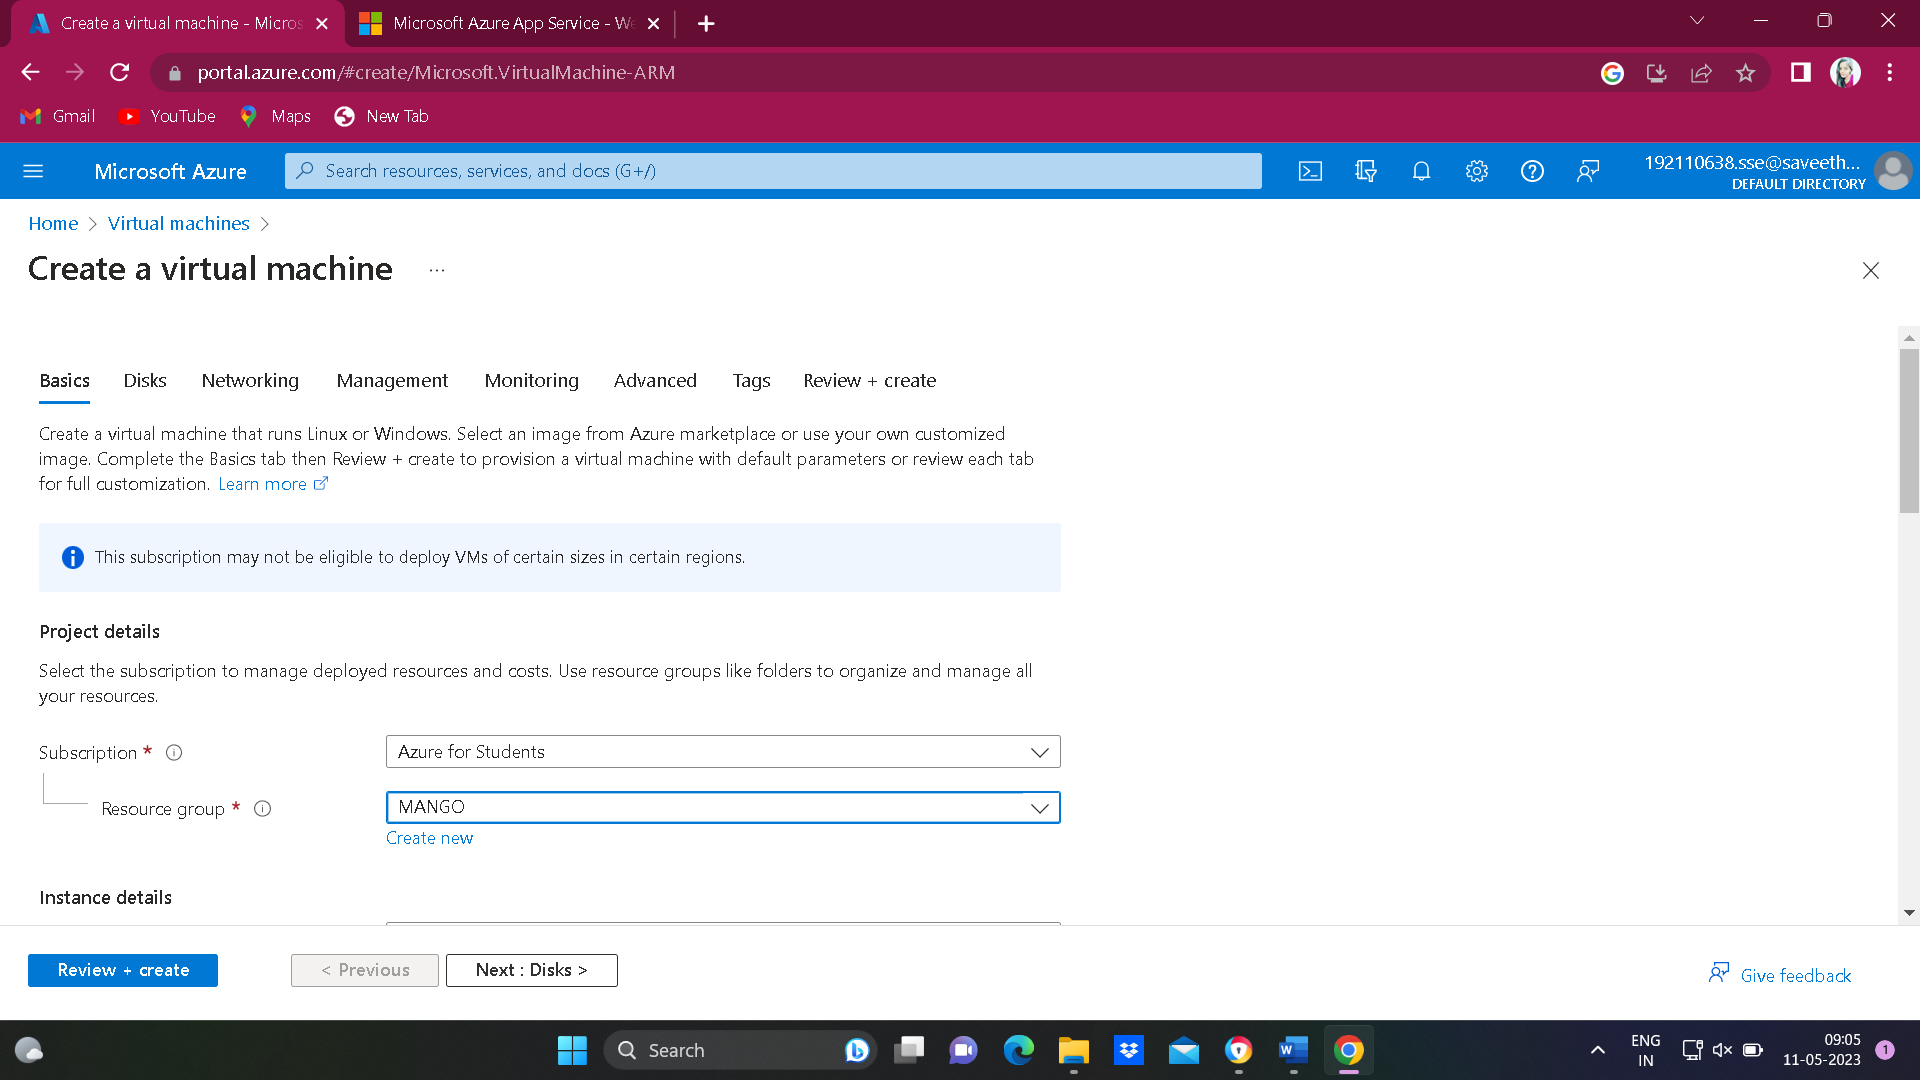 Create a virtual machine - Micros
Microsoft Azure App Service - We
portal.azure.com/#create/Microsoft.VirtualMachine-ARM
Gmail
YouTube
Maps
New Tab
Microsoft Azure
Search resources, services, and docs (G+/)
192110638.sse@saveeth...
DEFAULT DIRECTORY
Home > Virtual machines >
Create a virtual machine ...
Basics
Disks
Networking
Management
Monitoring
Advanced
Tags
Review + create
Create a virtual machine that runs Linux or Windows. Select an image from Azure marketplace or use your own customized
image. Complete the Basics tab then Review + create to provision a virtual machine with default parameters or review each tab
for full customization. Learn more
This subscription may not be eligible to deploy VMs of certain sizes in certain regions.
Project details
Select the subscription to manage deployed resources and costs. Use resource groups like folders to organize and manage all
your resources.
Subscription *
Azure for Students
Resource group *
MANGO
Create new
Instance details
Review + create
< Previous
Next : Disks >
Give feedback
Search
ENG
IN
09:05
11-05-2023
1